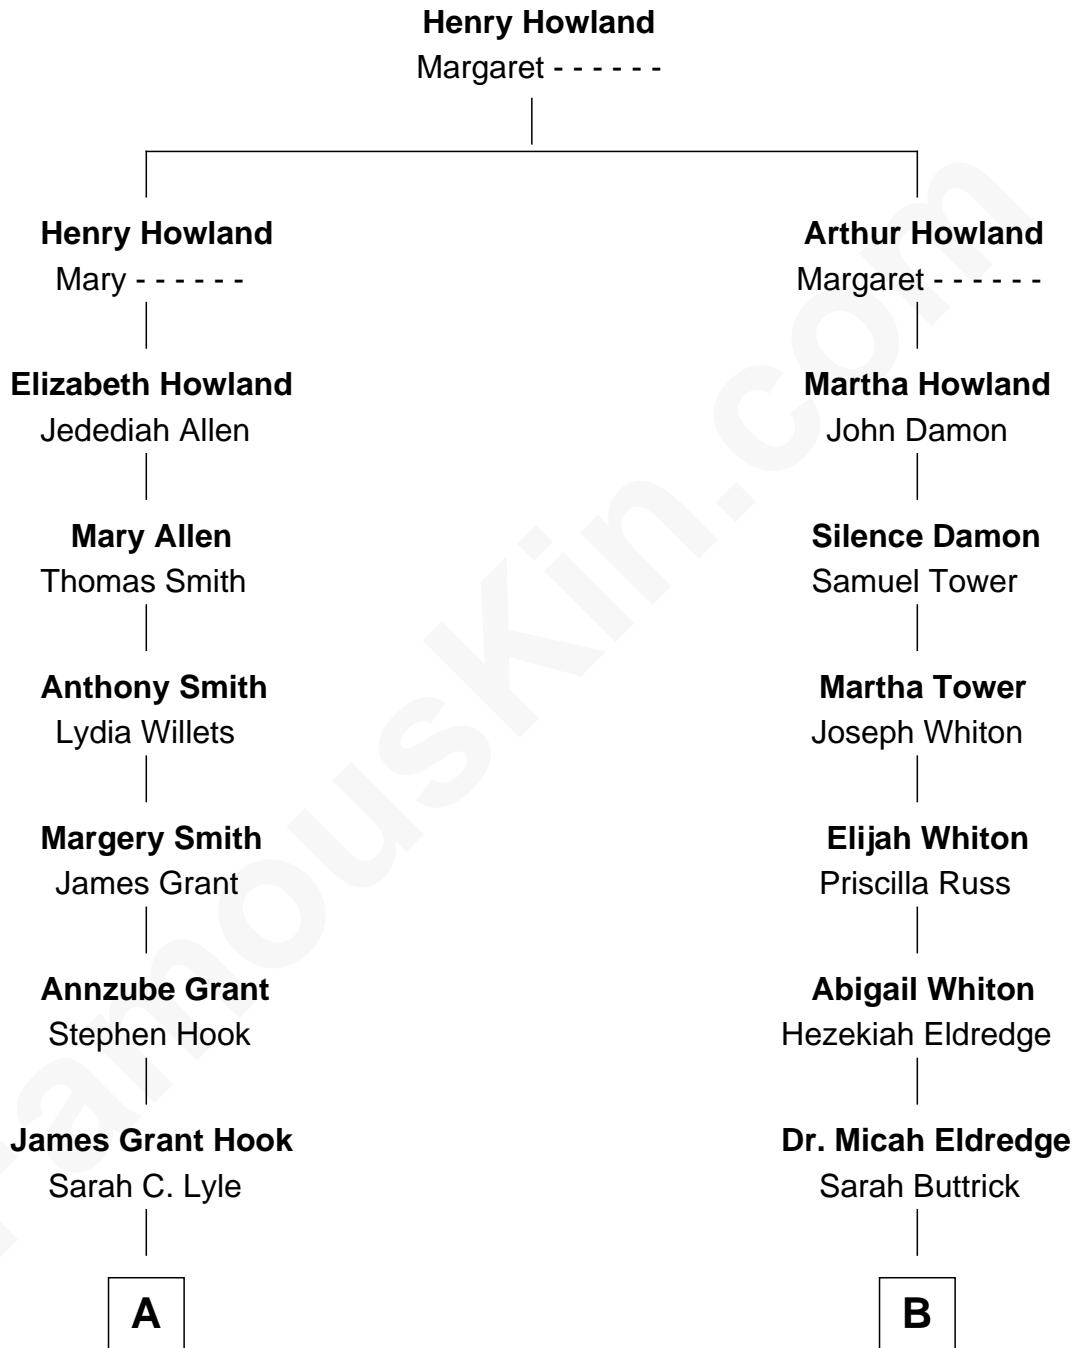 Henry Howland
Margaret - - - - - -
Henry Howland
Mary - - - - - -
Arthur Howland
Margaret - - - - - -
Elizabeth Howland
Jedediah Allen
Martha Howland
John Damon
Mary Allen
Thomas Smith
Silence Damon
Samuel Tower
Anthony Smith
Lydia Willets
Martha Tower
Joseph Whiton
Margery Smith
James Grant
Elijah Whiton
Priscilla Russ
Annzube Grant
Stephen Hook
Abigail Whiton
Hezekiah Eldredge
James Grant Hook
Sarah C. Lyle
Dr. Micah Eldredge
Sarah Buttrick
A
B
FamousKin.com